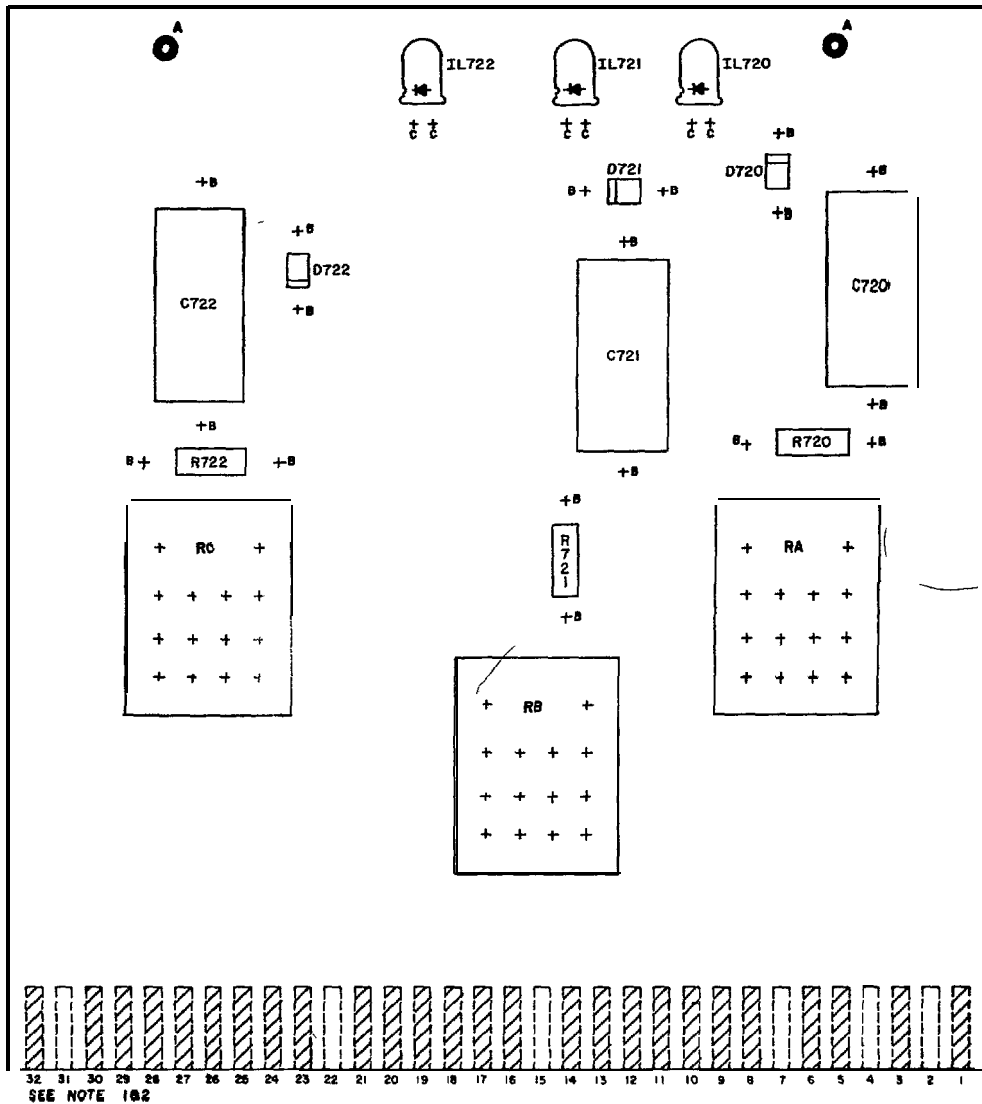 A
A
IL722
IL721
IL720
C C
C C
C C
B
D721
D720
B
B
B B
B
B
B
B
D722
C722
C720
B
C721
B
B
B R722 B
B R720 B
B
B
RC
R721
RA
B
RB
32 31 30 29 28 27 26 25 24 23 22 21 20 19 18 17 16 15 14 13 12 11 10 9 8 7 6 5 4 3 2 1
SEE NOTE 1&2